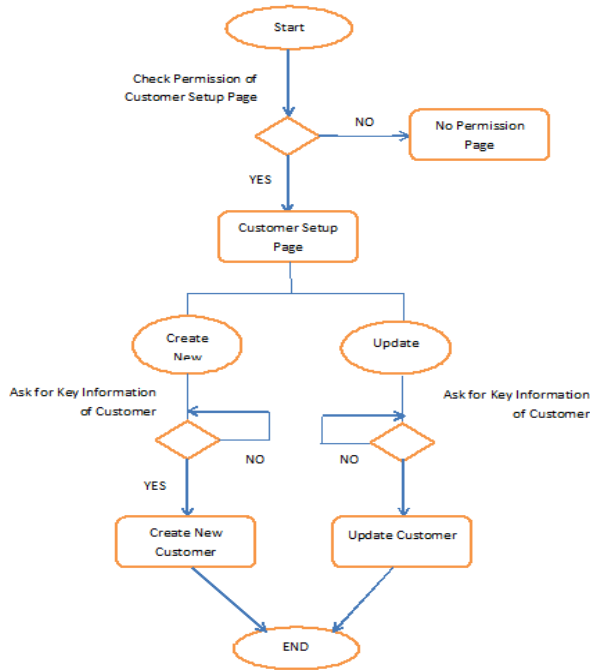 Start
Check Permission of
Customer Setup Page
NO
No Permission
Page
YES
Customer Setup
Page
Create
New
Update
Ask for Key Information
of Customer
Ask for Key Information
of Customer
NO
NO
YES
Create New
Customer
Update Customer
END